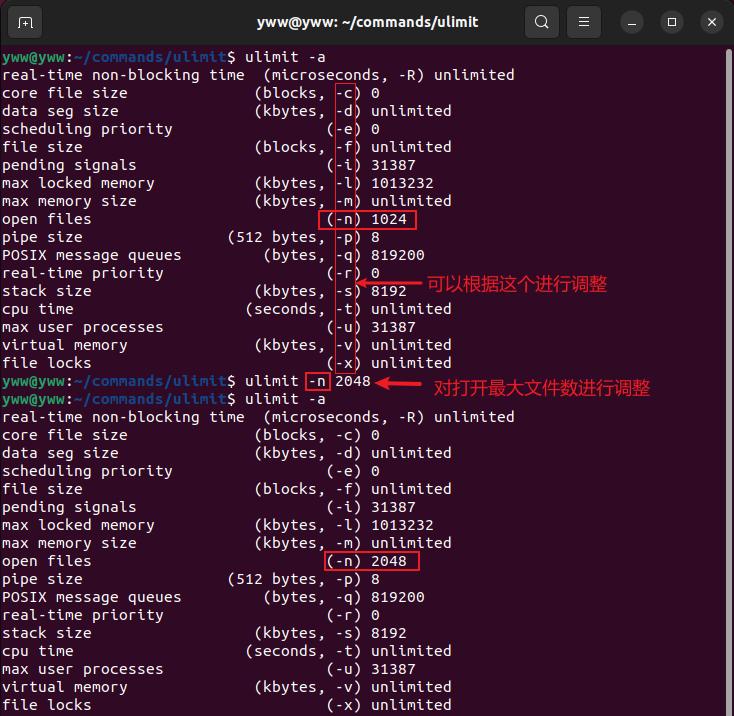 yww@yww: ~/commands/ulimit
yww@yww:~/commands/ulimit$ ulimit -a
real-time non-blocking time  (microseconds, -R) unlimited
core file size              (blocks, -c) 0
data seg size               (kbytes, -d) unlimited
scheduling priority                 (-e) 0
file size                   (blocks, -f) unlimited
pending signals                     (-i) 31387
max locked memory           (kbytes, -l) 1013232
max memory size             (kbytes, -m) unlimited
open files                          (-n) 1024
pipe size                (512 bytes, -p) 8
POSIX message queues         (bytes, -q) 819200
real-time priority                  (-r) 0
stack size                  (kbytes, -s) 8192 可以根据这个进行调整
cpu time                   (seconds, -t) unlimited
max user processes                  (-u) 31387
virtual memory              (kbytes, -v) unlimited
file locks                          (-x) unlimited
yww@yww:~/commands/ulimit$ ulimit -n 2048 对打开最大文件数进行调整
yww@yww:~/commands/ulimit$ ulimit -a
real-time non-blocking time  (microseconds, -R) unlimited
core file size              (blocks, -c) 0
data seg size               (kbytes, -d) unlimited
scheduling priority                 (-e) 0
file size                   (blocks, -f) unlimited
pending signals                     (-i) 31387
max locked memory           (kbytes, -l) 1013232
max memory size             (kbytes, -m) unlimited
open files                          (-n) 2048
pipe size                (512 bytes, -p) 8
POSIX message queues         (bytes, -q) 819200
real-time priority                  (-r) 0
stack size                  (kbytes, -s) 8192
cpu time                   (seconds, -t) unlimited
max user processes                  (-u) 31387
virtual memory              (kbytes, -v) unlimited
file locks                          (-x) unlimited